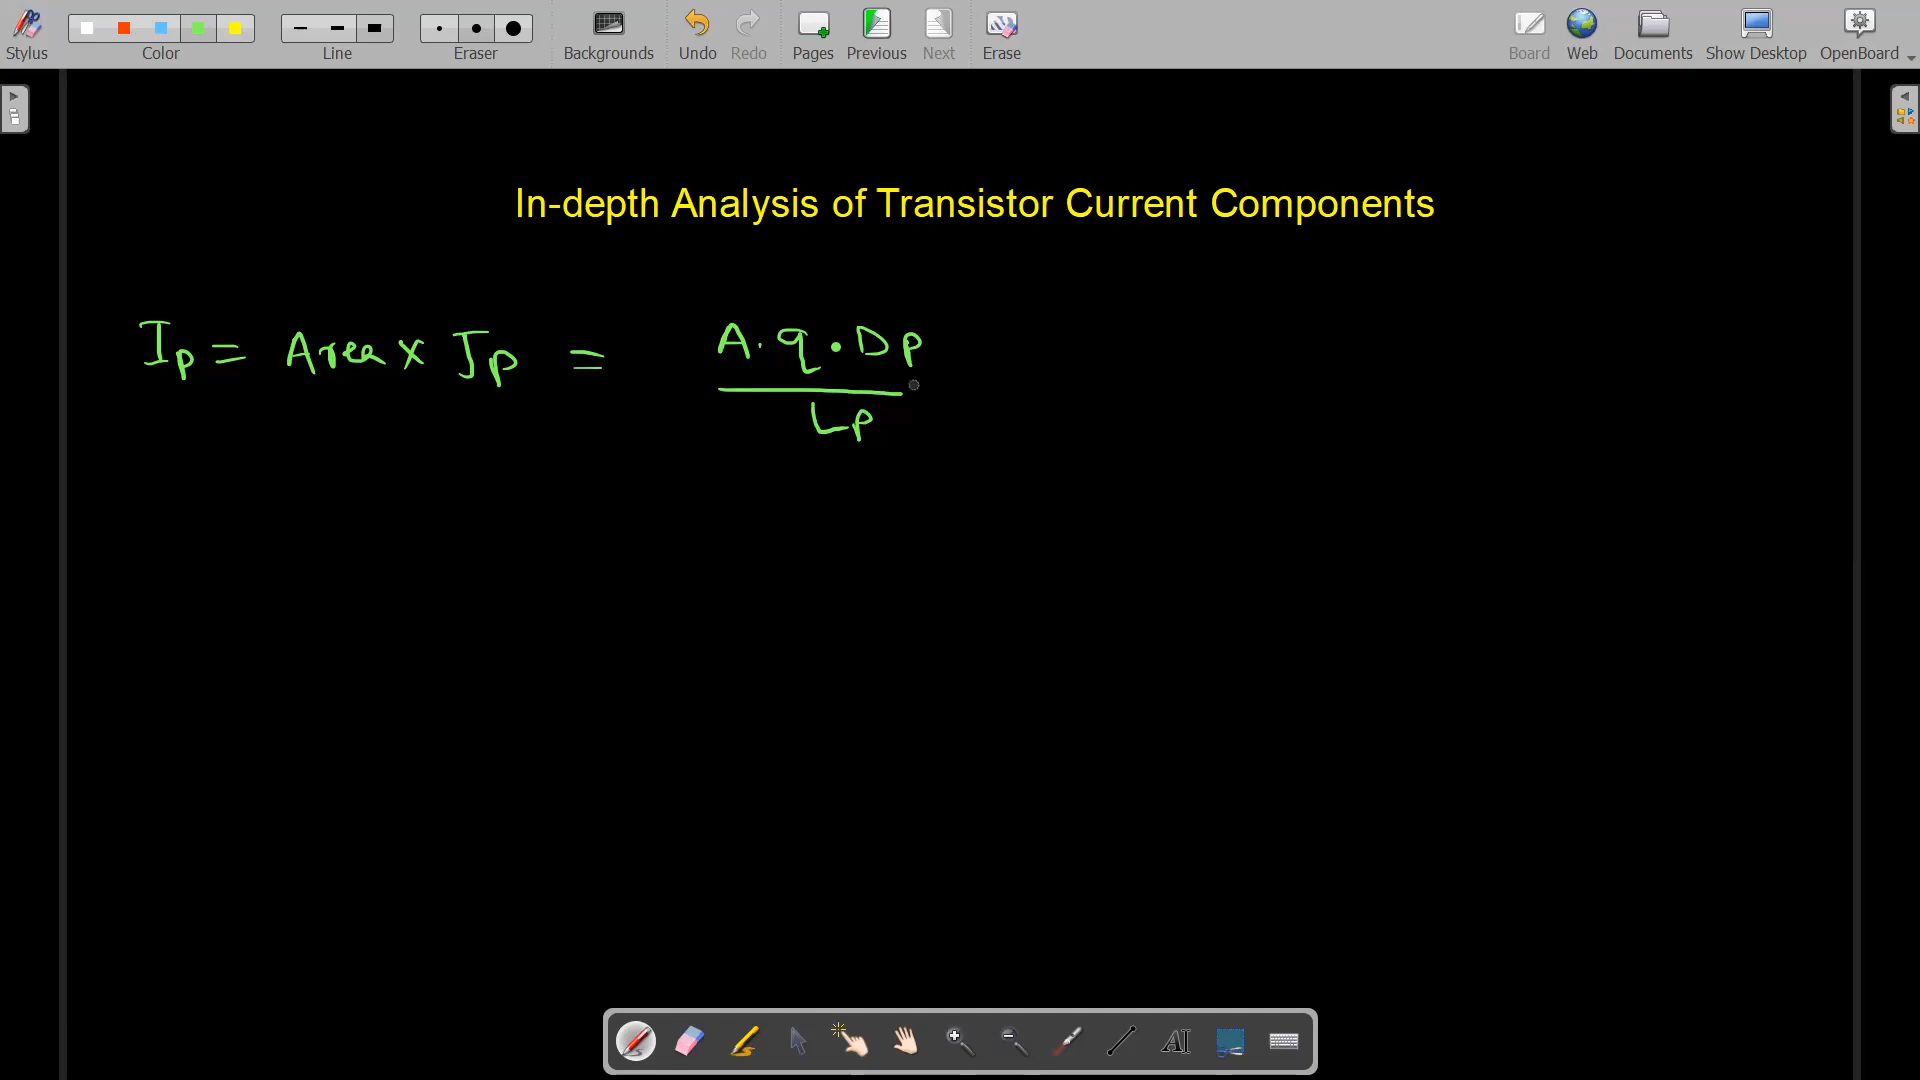 Stylus Color Line Eraser Backgrounds Undo Redo Pages Previous Next Erase Board Web Documents Show Desktop OpenBoard
In-depth Analysis of Transistor Current Components
Ip = Area x Jp = A . q . Dp
Lp
AI